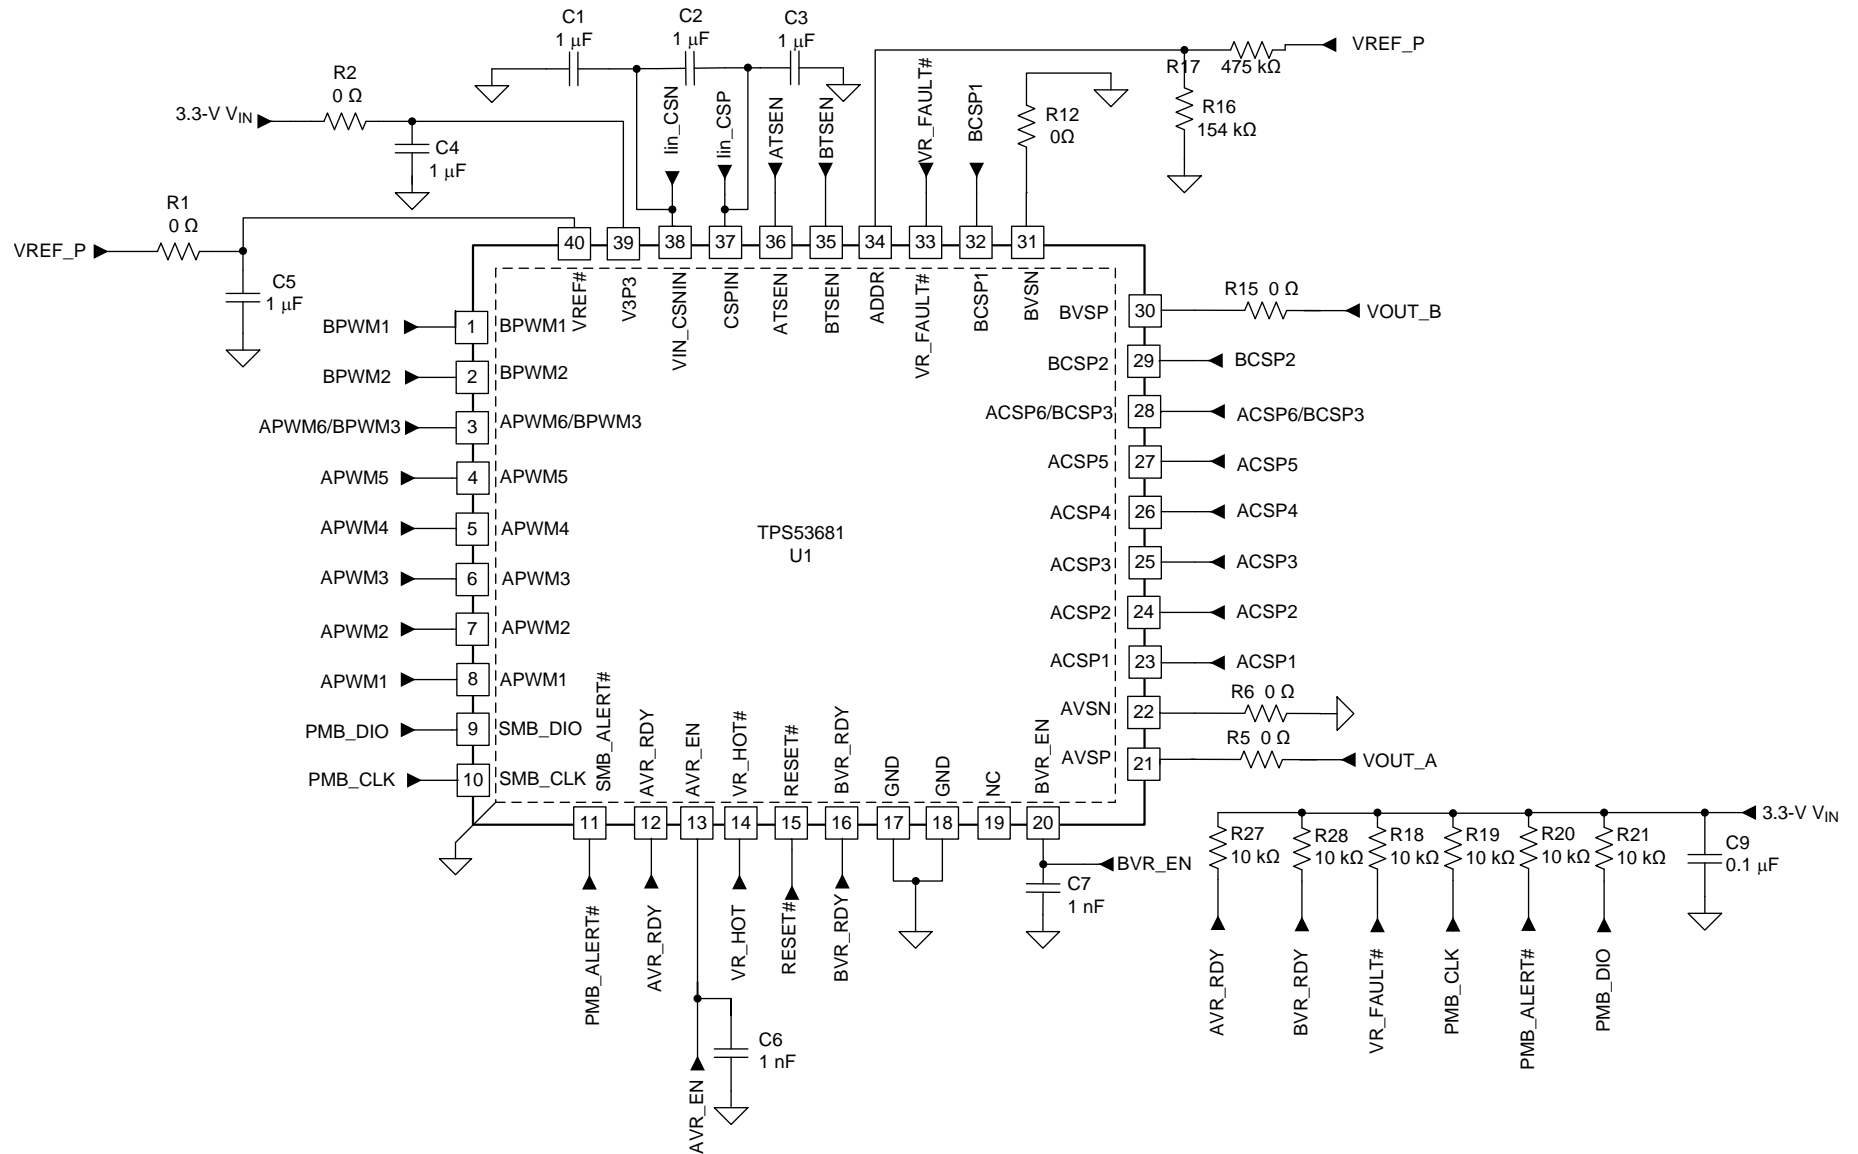 C1
1 μF
C2
1 μF
C3
1 μF
R2
0 Ω
3.3-V VIN
C4
1 μF
R1
0 Ω
VREF_P
C5
1 μF
Iin_CSN
Iin_CSP
ATSEN
BTSEN
VR_FAULT#
BCSP1
R12
0Ω
R17
475 kΩ
VREF_P
R16
154 kΩ
40
39
38
37
36
35
34
33
32
31
VREF#
V3P3
VIN_CSNIN
CSPIN
ATSEN
BTSEN
ADDR
VR_FAULT#
BCSP1
BVSN
BPWM1
1
BPWM1
BPWM2
2
BPWM2
APWM6/BPWM3
3
APWM6/BPWM3
APWM5
4
APWM5
APWM4
5
APWM4
APWM3
6
APWM3
APWM2
7
APWM2
APWM1
8
APWM1
PMB_DIO
9
SMB_DIO
PMB_CLK
10
SMB_CLK
TPS53681
U1
BVSP
30
R15 0 Ω
VOUT_B
BCSP2
29
BCSP2
ACSP6/BCSP3
28
ACSP6/BCSP3
ACSP5
27
ACSP5
ACSP4
26
ACSP4
ACSP3
25
ACSP3
ACSP2
24
ACSP2
ACSP1
23
ACSP1
AVSN
22
R6 0 Ω
AVSP
21
R5 0 Ω
VOUT_A
SMB_ALERT#
AVR_RDY
AVR_EN
VR_HOT#
RESET#
BVR_RDY
GND
GND
NC
BVR_EN
11
12
13
14
15
16
17
18
19
20
PMB_ALERT#
AVR_RDY
AVR_EN
VR_HOT
RESET#
BVR_RDY
BVR_EN
C7
1 nF
C6
1 nF
3.3-V VIN
R27
10 kΩ
R28
10 kΩ
R18
10 kΩ
R19
10 kΩ
R20
10 kΩ
R21
10 kΩ
C9
0.1 μF
AVR_RDY
BVR_RDY
VR_FAULT#
PMB_CLK
PMB_ALERT#
PMB_DIO